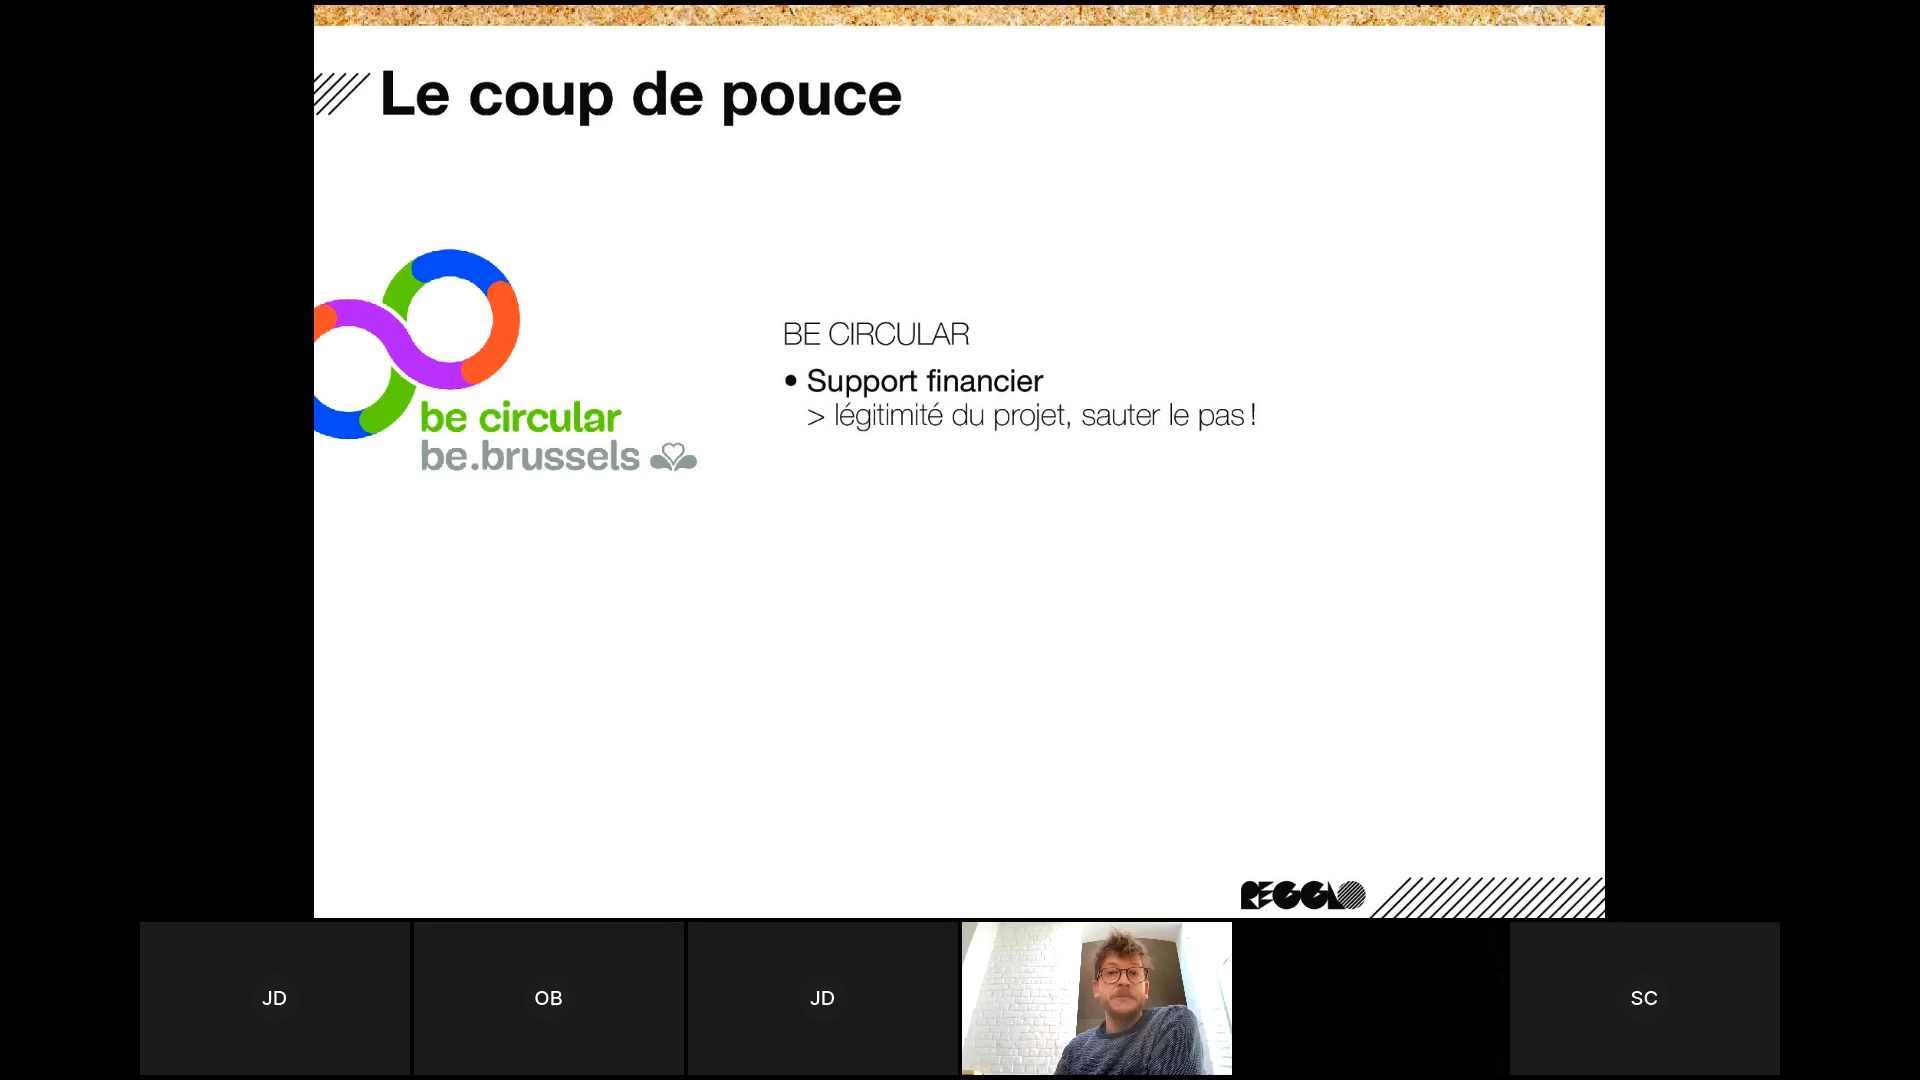 Le coup de pouce
be circular
be.brussels
BE CIRCULAR
• Support financier
> légitimité du projet, sauter le pas !
REGGLO
JD
OB
JD
SC